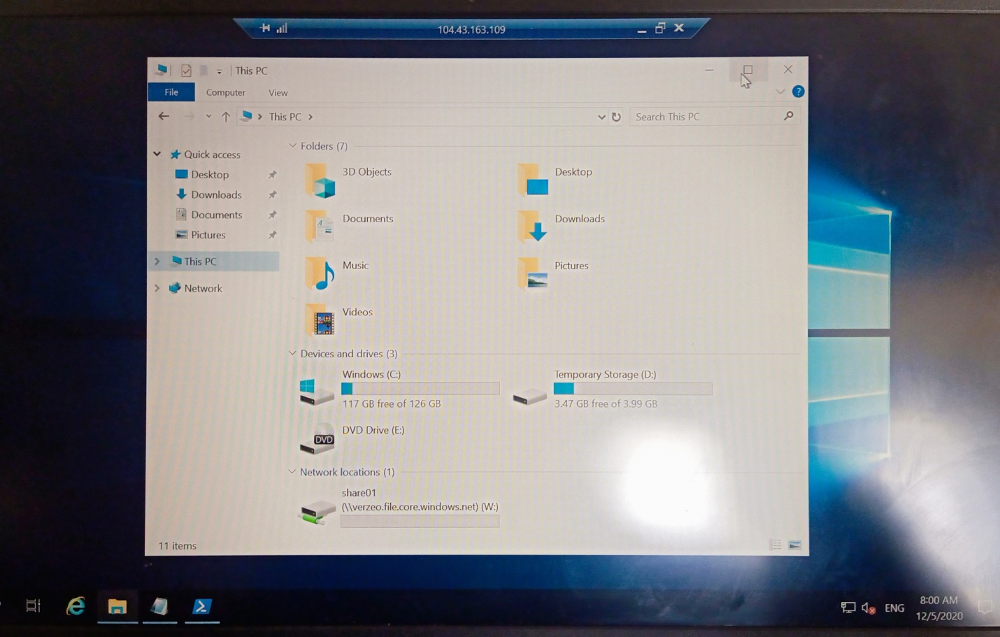 104.43.163.109
This PC
File Computer View
This PC
Search This PC
Quick access
Desktop
Downloads
Documents
Pictures
This PC
Network
Folders (7)
3D Objects
Desktop
Documents
Downloads
Music
Pictures
Videos
Devices and drives (3)
Windows (C:)
117 GB free of 126 GB
Temporary Storage (D:)
3.47 GB free of 3.99 GB
DVD
DVD Drive (E:)
Network locations (1)
share01
(\\verzeo.file.core.windows.net) (W:)
11 items
ENG
8:00 AM
12/5/2020